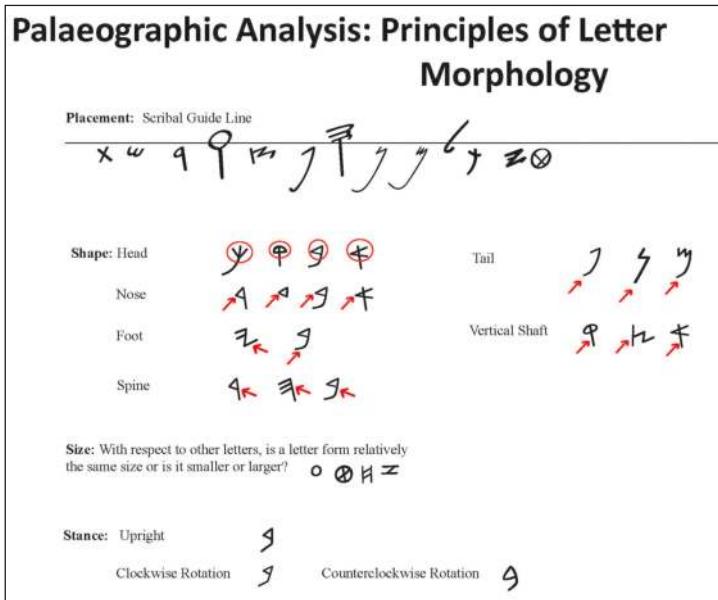 Palaeographic Analysis: Principles of Letter
Morphology
Placement: Scribal Guide Line
Shape: Head
Nose
Foot
Spine
Tail
Vertical Shaft
Size: With respect to other letters, is a letter form relatively
the same size or is it smaller or larger?
Stance: Upright
Clockwise Rotation
Counterclockwise Rotation